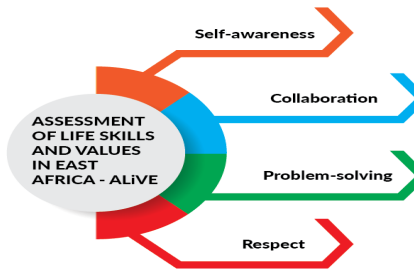 ASSESSMENT
OF LIFE SKILLS
AND VALUES
IN EAST
AFRICA - ALiVE
Self-awareness
Collaboration
Problem-solving
Respect